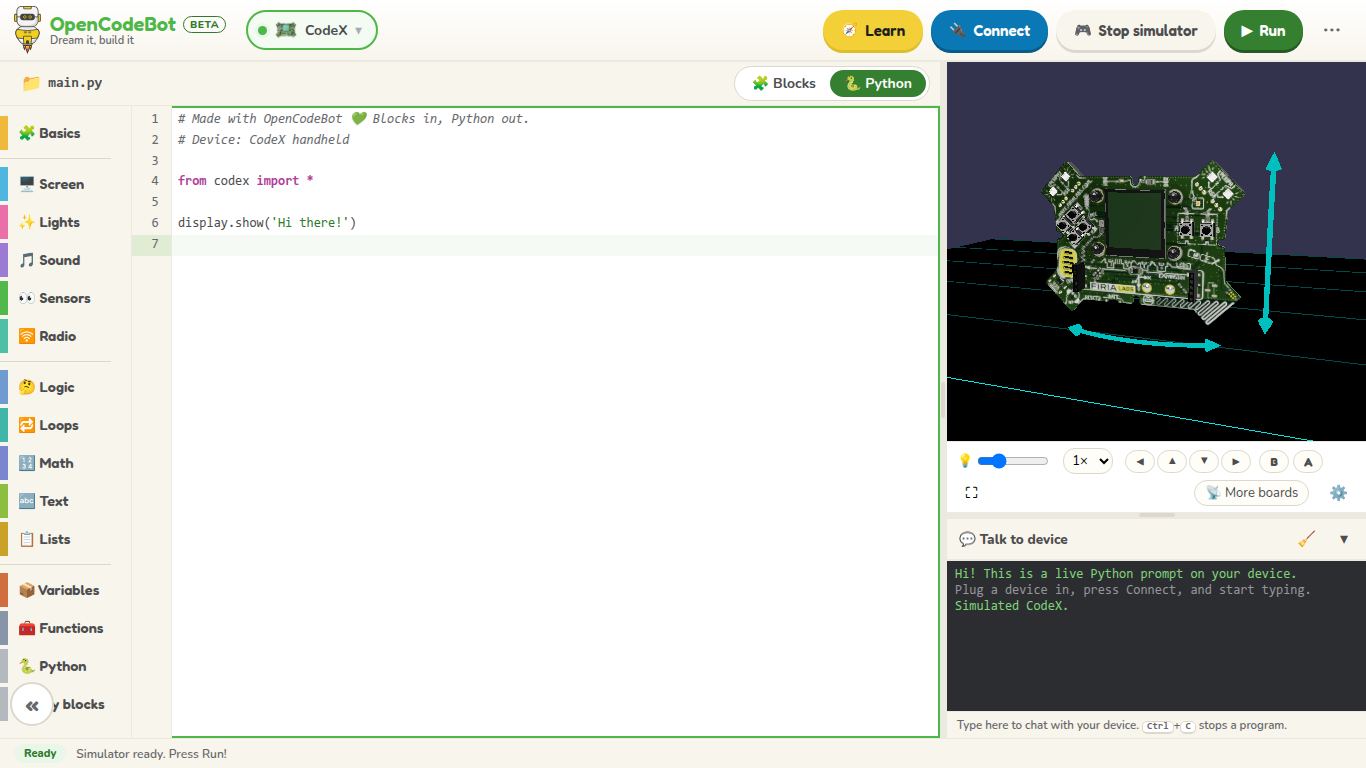 OpenCodeBot BETA
Dream it, build it
CodeX ▾
Learn
Connect
Stop simulator
▶ Run
main.py
Blocks
Python
Basics
Screen
Lights
Sound
Sensors
Radio
Logic
Loops
Math
Text
Lists
Variables
Functions
Python
y blocks
«
1 # Made with OpenCodeBot 💚 Blocks in, Python out.
2 # Device: CodeX handheld
3
4 from codex import *
5
6 display.show('Hi there!')
7
CodeX
FIRIA LABS
1×
B
A
More boards
Talk to device
Hi! This is a live Python prompt on your device.
Plug a device in, press Connect, and start typing.
Simulated CodeX.
Type here to chat with your device. Ctrl + C stops a program.
Ready
Simulator ready. Press Run!